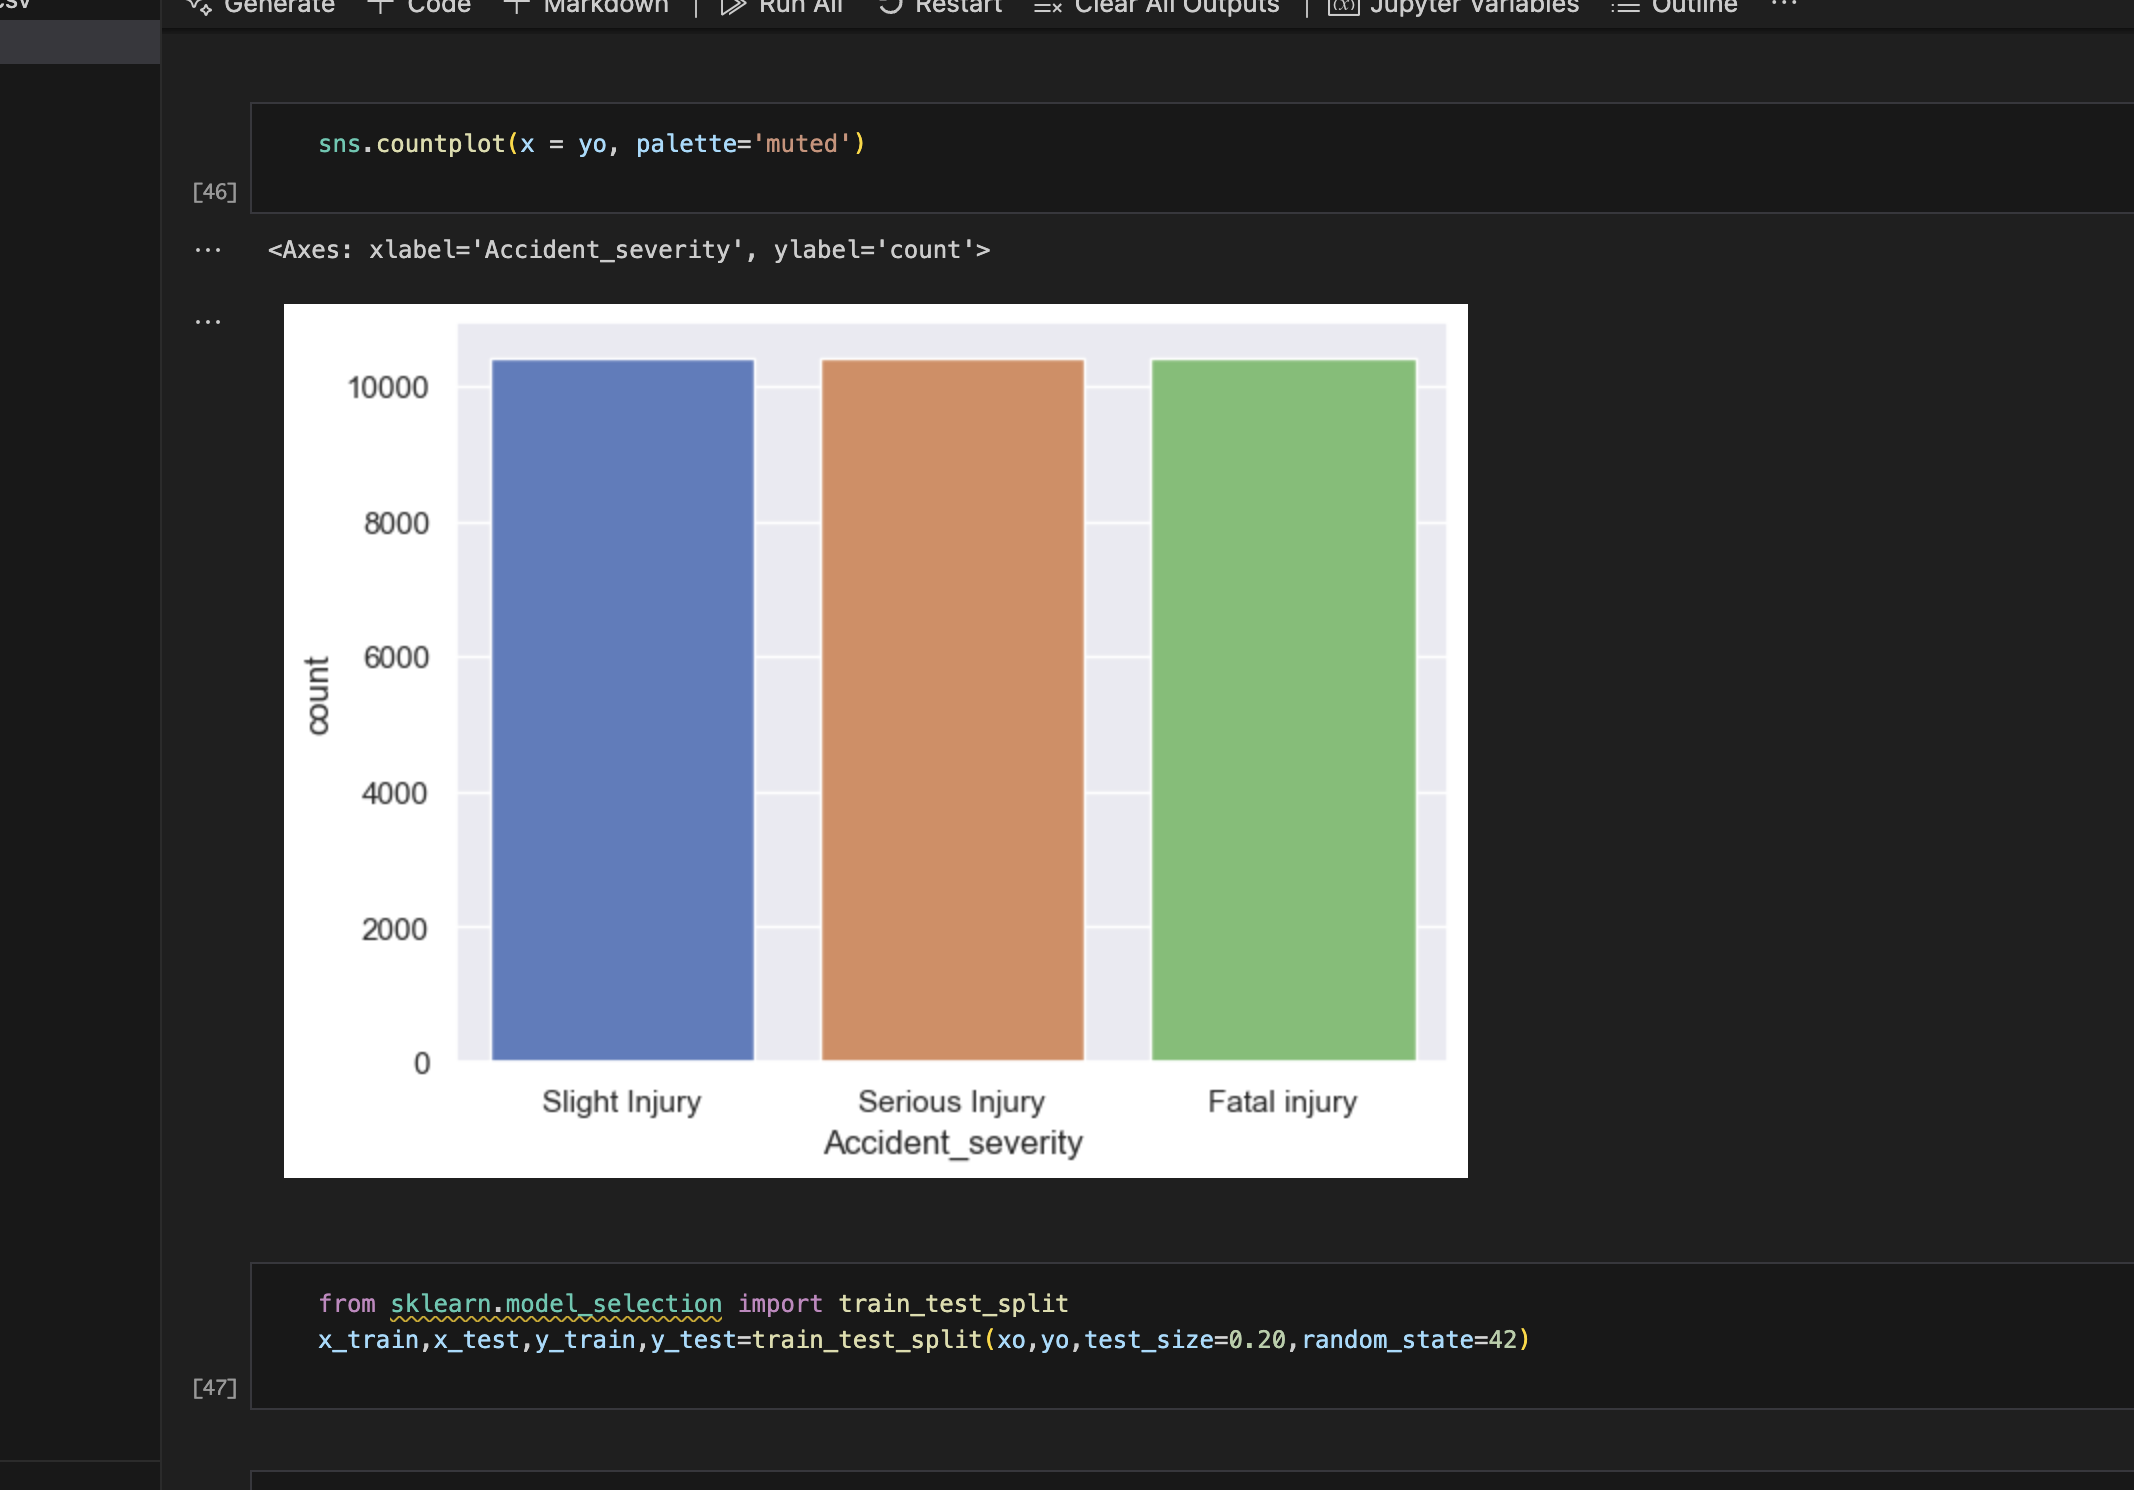 csv
Generate + Code + Markdown | Run All Restart Clear All Outputs | Jupyter Variables Outline ...
sns.countplot(x = yo, palette='muted')
[46]
... <Axes: xlabel='Accident_severity', ylabel='count'>
...
10000
8000
6000
4000
2000
0
count
Slight Injury Serious Injury Fatal injury
Accident_severity
from sklearn.model_selection import train_test_split
x_train,x_test,y_train,y_test=train_test_split(xo,yo,test_size=0.20,random_state=42)
[47]